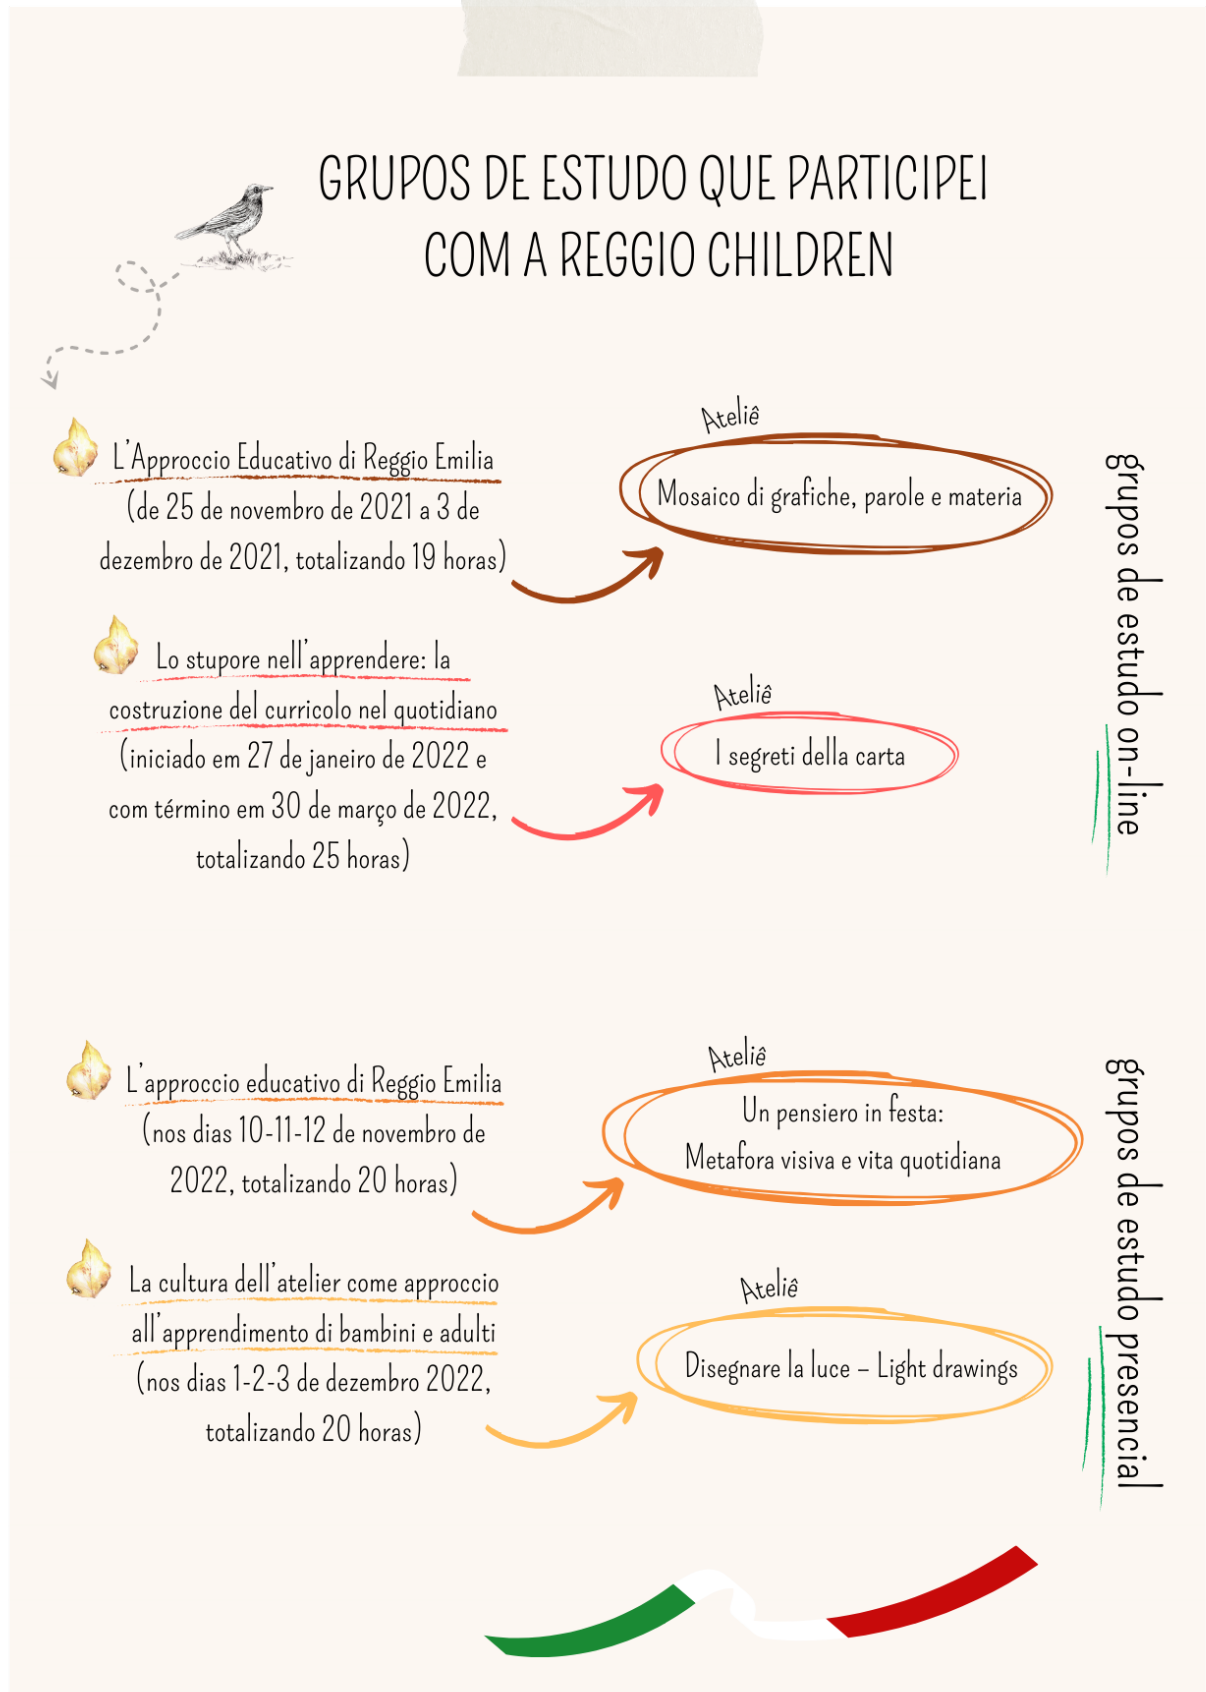 GRUPOS DE ESTUDO QUE PARTICIPEI
COM A REGGIO CHILDREN
L'Approccio Educativo di Reggio Emilia
(de 25 de novembro de 2021 a 3 de
dezembro de 2021, totalizando 19 horas)
Ateliê
Mosaico di grafiche, parole e materia
Lo stupore nell'apprendere: la
costruzione del curricolo nel quotidiano
(iniciado em 27 de janeiro de 2022 e
com término em 30 de março de 2022,
totalizando 25 horas)
Ateliê
I segreti della carta
grupos de estudo on-line
L'approccio educativo di Reggio Emilia
(nos dias 10-11-12 de novembro de
2022, totalizando 20 horas)
Ateliê
Un pensiero in festa:
Metafora visiva e vita quotidiana
La cultura dell'atelier come approccio
all'apprendimento di bambini e adulti
(nos dias 1-2-3 de dezembro 2022,
totalizando 20 horas)
Ateliê
Disegnare la luce – Light drawings
grupos de estudo presencial